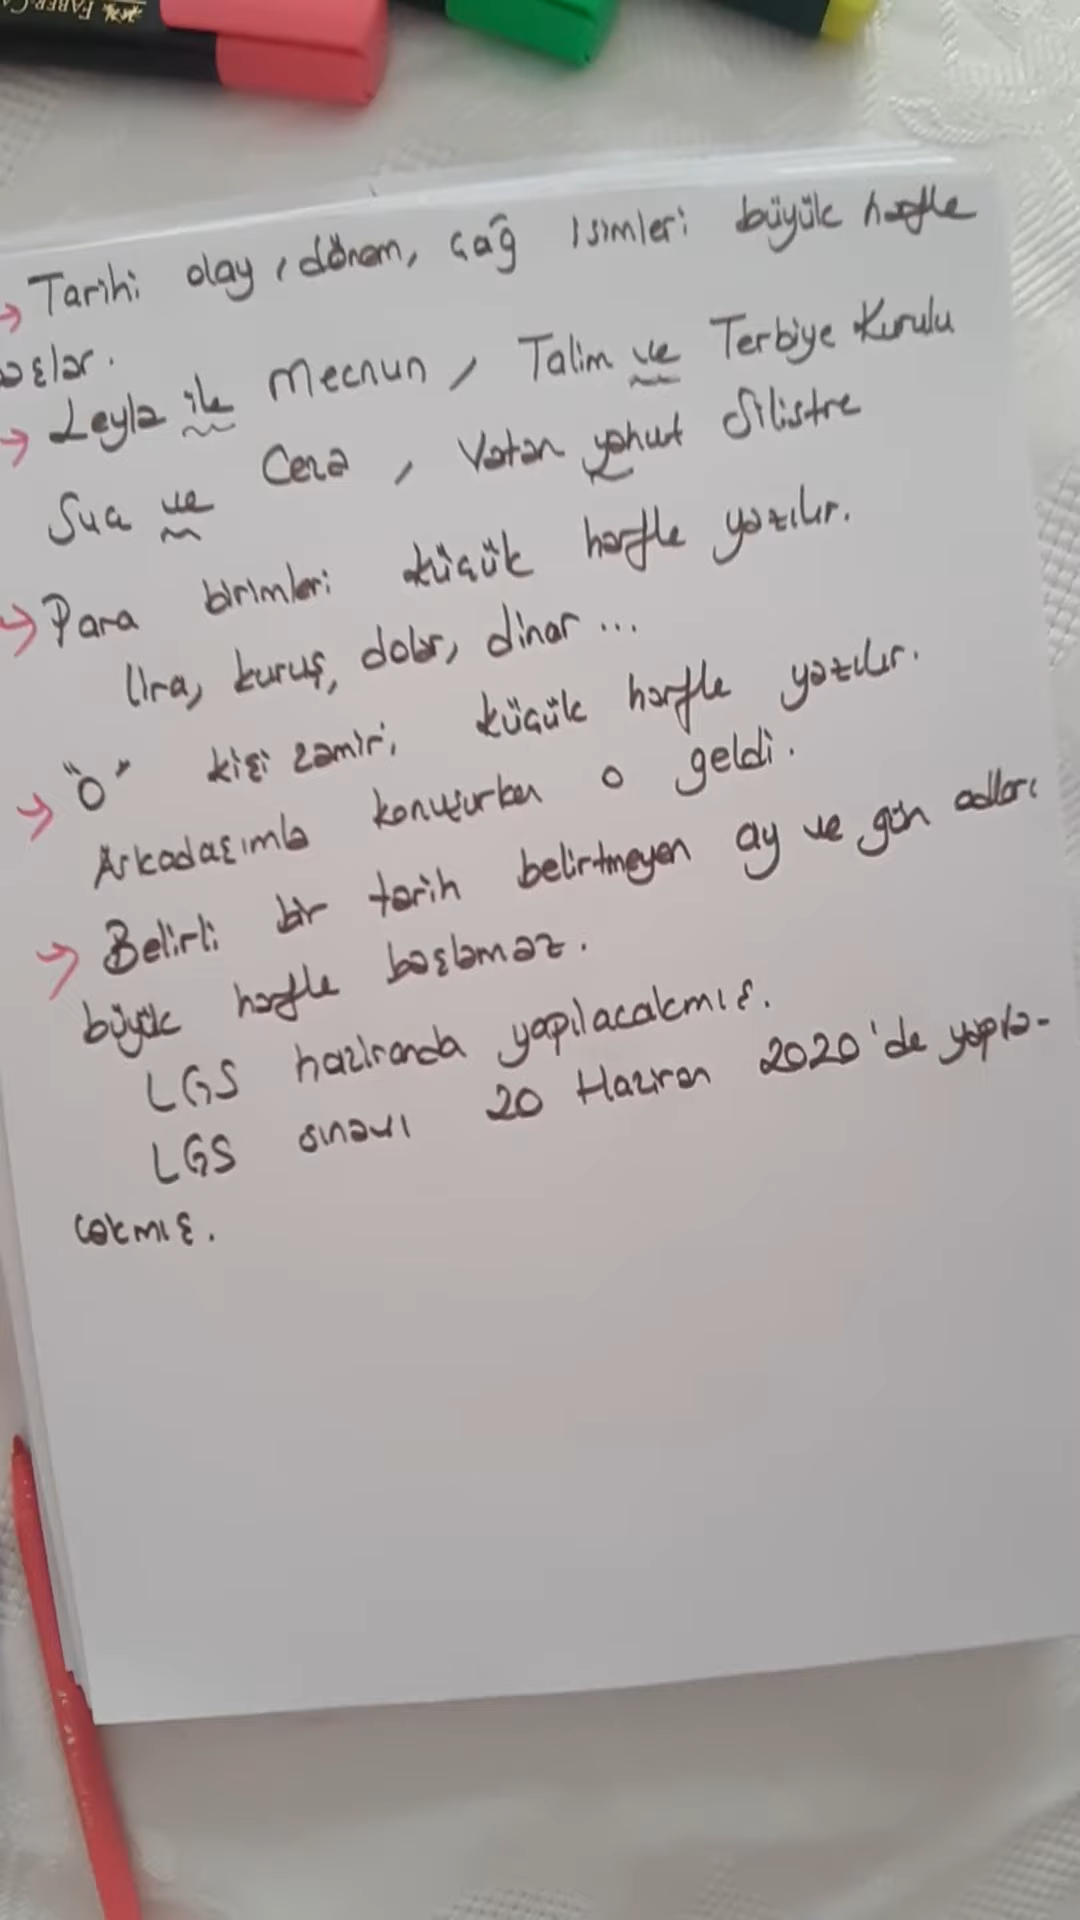 FABER-CA
→ Tarihi olay, dönem, çağ isimleri büyük harfle
başlar.
→ Leyla ile Mecnun, Talim ve Terbiye Kurulu
Suç ve Ceza, Vatan yahut Silistre
→ Para birimleri küçük harfle yazılır.
lira, kuruş, dolar, dinar ...
→ "O" kişi zamiri, küçük harfle yazılır.
Arkadaşımla konuşurken o geldi.
→ Belirli bir tarih belirtmeyen ay ve gün adları
büyük harfle başlamaz.
LGS haziranda yapılacakmış.
LGS sınavı 20 Haziran 2020'de yapıla-
cakmış.